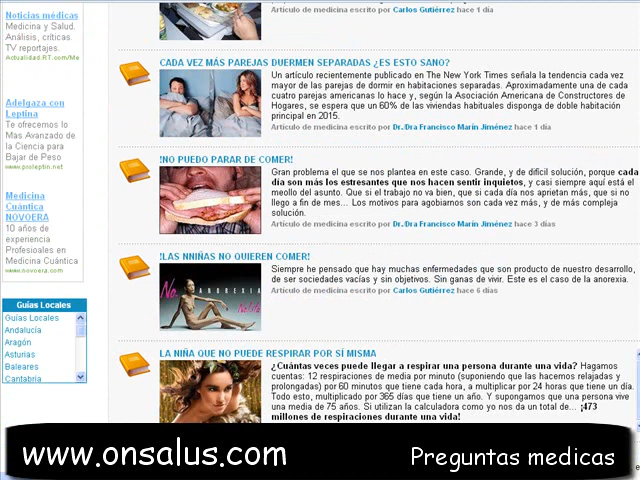 Noticias médicas
Medicina y Salud.
Análisis, críticas.
TV reportajes.
Actualidad.RT.com/Me
Adelgaza con
Leptina
Te ofrecemo lo
Mas Avanzado de
la Ciencia para
Bajar de Peso
www.proleptin.net
Medicina
Cuántica
NOVOERA
10 años de
experiencia
Profesioales en
Medicina Cuántica
www.novoera.com
Guías Locales
Guías Locales
Andalucía
Aragón
Asturias
Baleares
Cantabria
Artículo de medicina escrito por Carlos Gutiérrez hace 1 día
CADA VEZ MÁS PAREJAS DUERMEN SEPARADAS ¿ES ESTO SANO?
Un artículo recientemente publicado en The New York Times señala la tendencia cada vez
mayor de las parejas de dormir en habitaciones separadas. Aproximadamente una de cada
cuatro parejas americanas lo hace y, según la Asociación Americana de Constructores de
Hogares, se espera que un 60% de las viviendas habituales disponga de doble habitación
principal en 2015.
Artículo de medicina escrito por Dr. Dra Francisco Marín Jiménez hace 1 día
!NO PUEDO PARAR DE COMER!
Gran problema el que se nos plantea en este caso. Grande, y de difícil solución, porque cada
día son más los estresantes que nos hacen sentir inquietos, y casi siempre aquí está el
meollo del asunto. Que si el trabajo no va bien, que si cada día nos aprietan más, que si no
llego a fin de mes... Los motivos para agobiarnos son cada vez más, y de más compleja
solución.
Artículo de medicina escrito por Dr. Dra Francisco Marín Jiménez hace 3 días
!LAS NNIÑAS NO QUIEREN COMER!
Siempre he pensado que hay muchas enfermedades que son producto de nuestro desarrollo,
de ser sociedades vacías y sin objetivos. Sin ganas de vivir. Este es el caso de la anorexia.
Artículo de medicina escrito por Carlos Gutiérrez hace 6 días
No-ANOREXIA
LA NIÑA QUE NO PUEDE RESPIRAR POR SÍ MISMA
¿Cuántas veces puede llegar a respirar una persona durante una vida? Hagamos
cuentas: 12 respiraciones de media por minuto (suponiendo que las hacemos relajadas y
prolongadas) por 60 minutos que tiene cada hora, a multiplicar por 24 horas que tiene un día.
Todo esto, multiplicado por 365 días que tiene un año. Y supongamos que una persona vive
una media de 75 años. Si utilizan la calculadora como yo nos da un total de... ¡473
millones de respiraciones durante una vida!
www.onsalus.com
Preguntas medicas